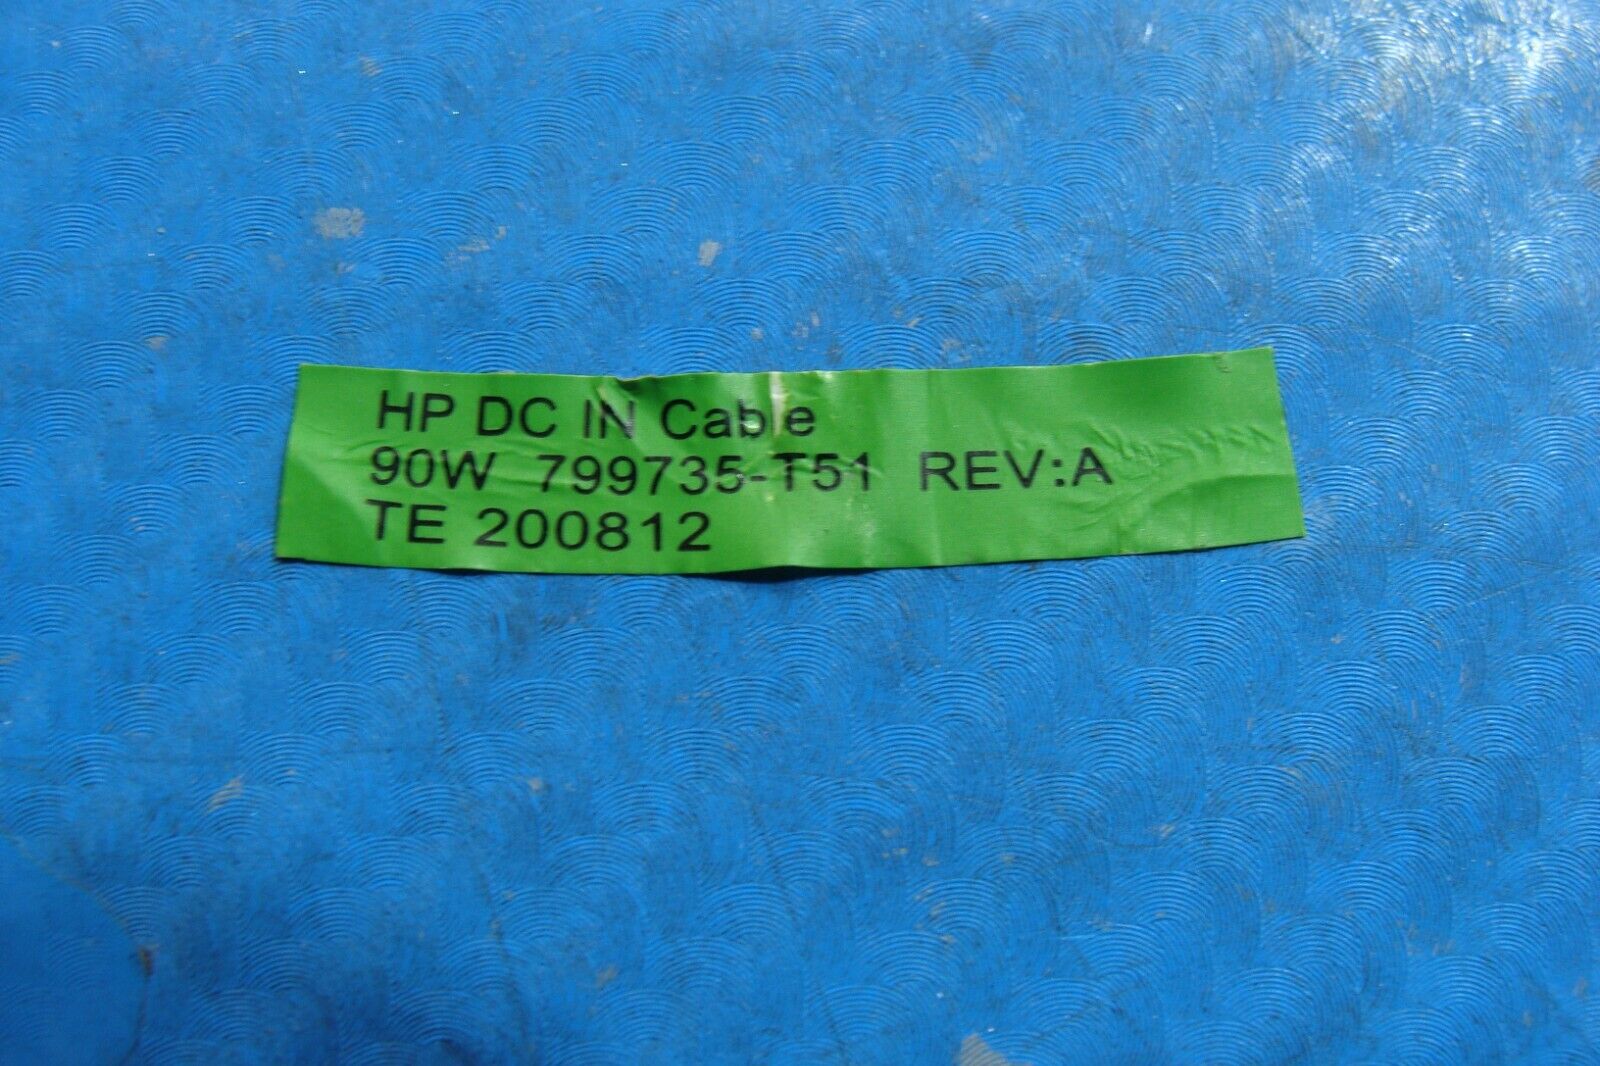 HP DC IN Cable
90W 799735-T51 REV:A
TE 200812